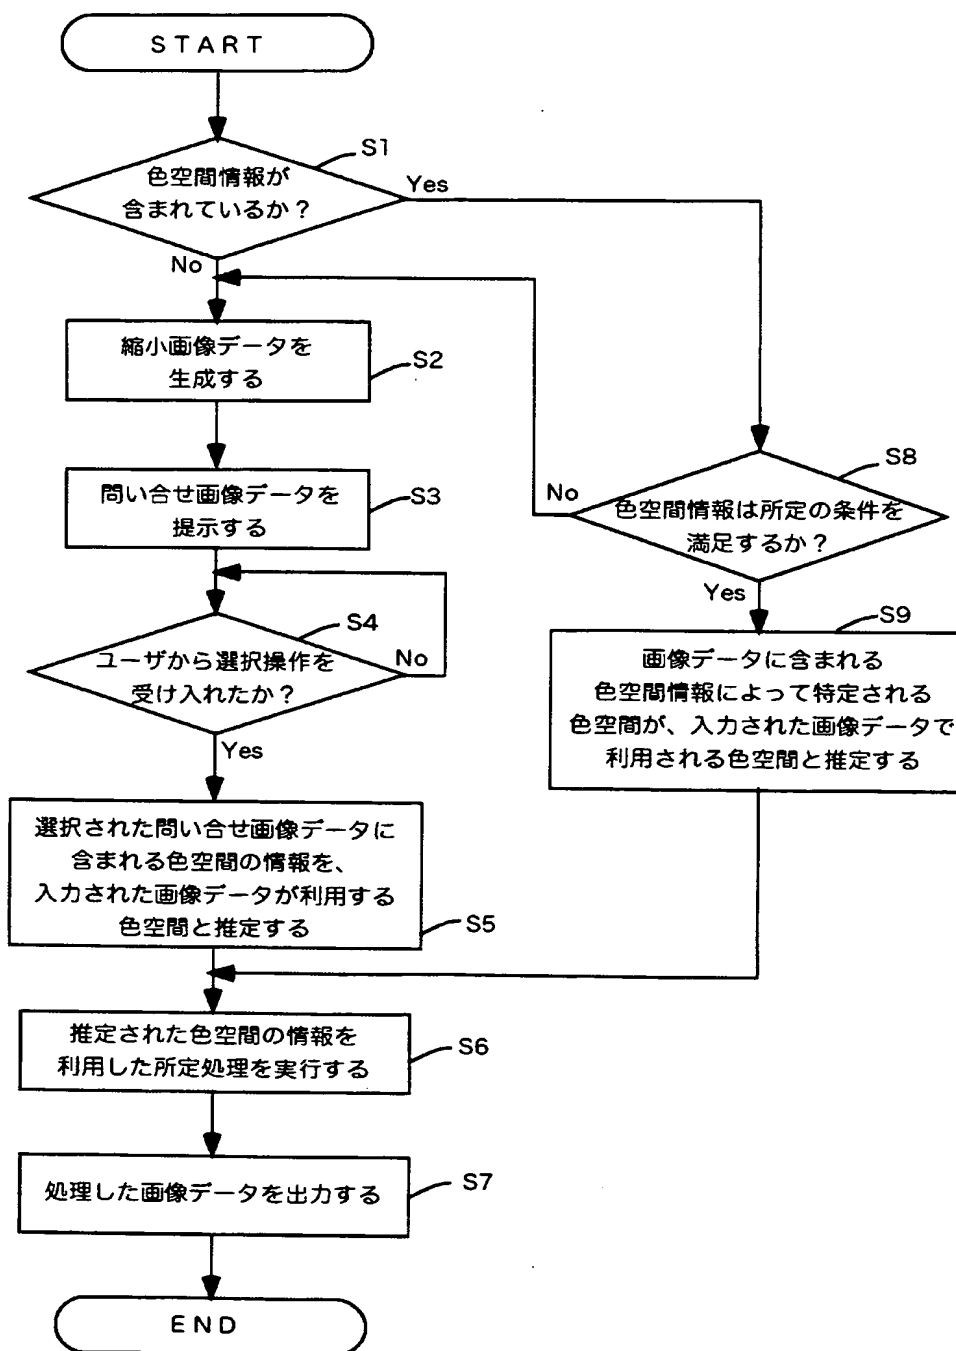 START
S1
色空間情報が
含まれているか?
Yes
No
縮小画像データを
生成する
S2
問い合せ画像データを
提示する
S3
S4
ユーザから選択操作を
受け入れたか?
No
Yes
選択された問い合せ画像データに
含まれる色空間の情報を、
入力された画像データが利用する
色空間と推定する
S5
S8
No
色空間情報は所定の条件を
満足するか?
Yes
S9
画像データに含まれる
色空間情報によって特定される
色空間が、入力された画像データで
利用される色空間と推定する
推定された色空間の情報を
利用した所定処理を実行する
S6
処理した画像データを出力する
S7
END